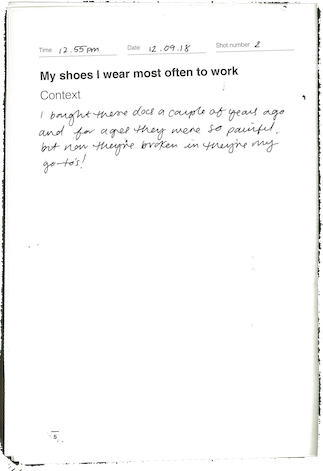 Time 12.55pm Date 12.09.18 Shot number 2
My shoes I wear most often to work
Context
I bought these docs a couple of years ago
and for ages they were so painful,
but now they're broken in they're my
go-to's!
5